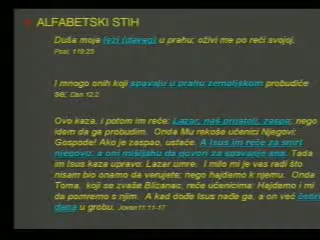 ALFABETSKI STIH
Duša moja leži (davaq) u prahu; oživi me po reči svojoj.
Psal. 119:25
I mnogo onih koji spavaju u prahu zemaljskom probudiće
se; Dan 12:2
Ovo kaza, i potom im reče: Lazar, naš prijatelj, zaspa; nego
idem da ga probudim. Onda Mu rekoše učenici Njegovi:
Gospode! Ako je zaspao, ustaće. A Isus im reče za smrt
njegovu; a oni mišljahu da govori za spavanje sna. Tada
im Isus kaza upravo: Lazar umre. I milo mi je vas radi što
nisam bio onamo da verujete; nego hajdemo k njemu. Onda
Toma, koji se zvaše Blizanac, reče učenicima: Hajdemo i mi
da pomremo s njim. A kad dođe Isus nađe ga, a on već četiri
dana u grobu. Jovan11:11-17